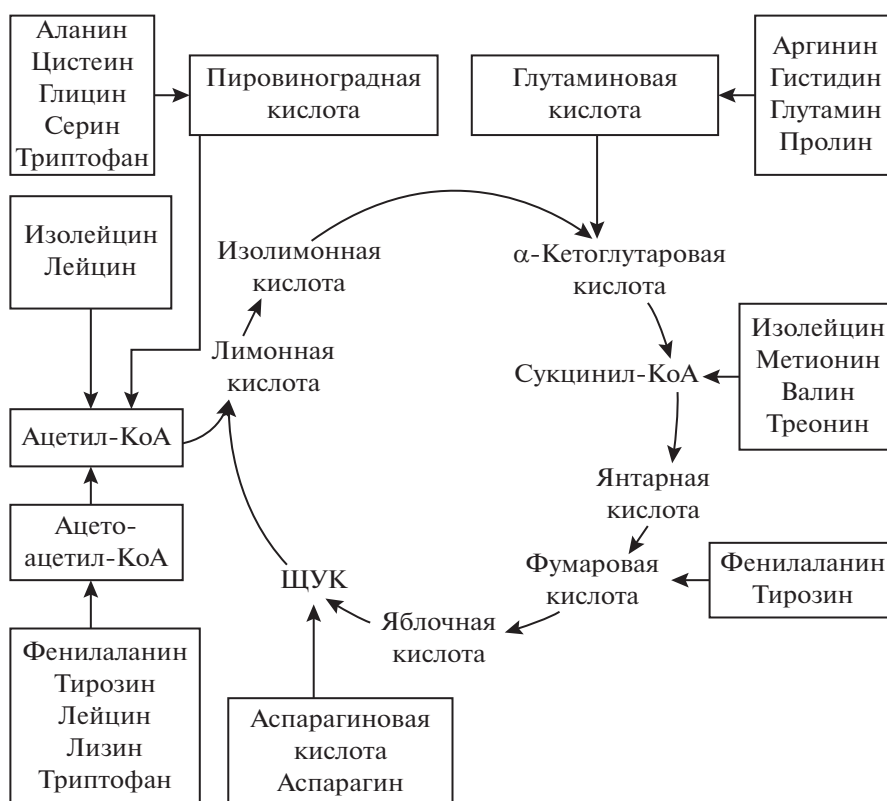 Аланин
Цистеин
Глицин
Серин
Триптофан
Пировиноградная
кислота
Глутаминовая
кислота
Аргинин
Гистидин
Глутамин
Пролин
Изолейцин
Лейцин
Изолимонная
кислота
α-Кетоглутаровая
кислота
Лимонная
кислота
Сукцинил-КоА
Изолейцин
Метионин
Валин
Треонин
Ацетил-КоА
Янтарная
кислота
Ацето-
ацетил-КоА
ЩУК
Фумаровая
кислота
Фенилаланин
Тирозин
Яблочная
кислота
Фенилаланин
Тирозин
Лейцин
Лизин
Триптофан
Аспарагиновая
кислота
Аспарагин